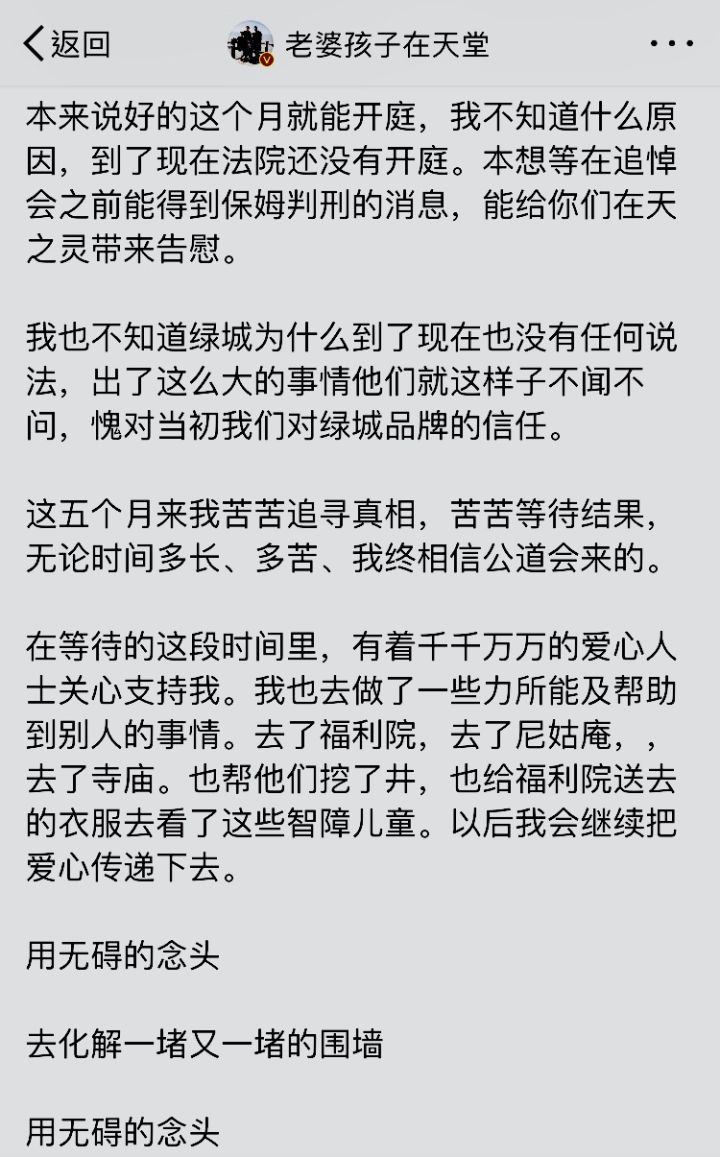 返回
老婆孩子在天堂
本来说好的这个月就能开庭，我不知道什么原
因，到了现在法院还没有开庭。本想等在追悼
会之前能得到保姆判刑的消息，能给你们在天
之灵带来告慰。
我也不知道绿城为什么到了现在也没有任何说
法，出了这么大的事情他们就这样子不闻不
问，愧对当初我们对绿城品牌的信任。
这五个月来我苦苦追寻真相，苦苦等待结果，
无论时间多长、多苦、我终相信公道会来的。
在等待的这段时间里，有着千千万万的爱心人
士关心支持我。我也去做了一些力所能及帮助
到别人的事情。去了福利院，去了尼姑庵，，
去了寺庙。也帮他们挖了井，也给福利院送去
的衣服去看了这些智障儿童。以后我会继续把
爱心传递下去。
用无碍的念头
去化解一堵又一堵的围墙
用无碍的念头